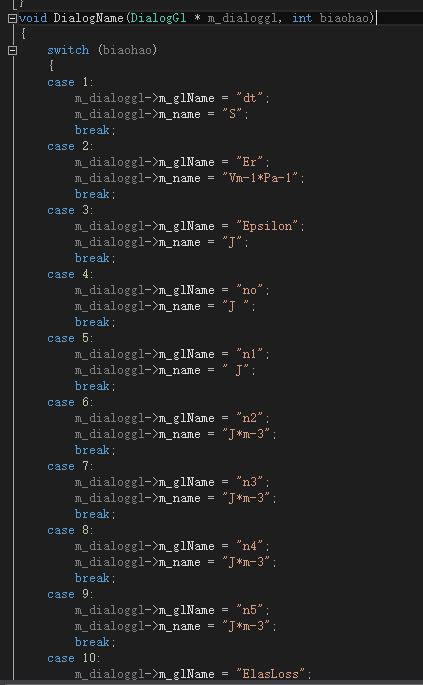 }
void DialogName(DialogGl * m_dialoggl, int biaohao)
{
switch (biaohao)
{
case 1:
m_dialoggl->m_glName = "dt";
m_dialoggl->m_name = "S";
break;
case 2:
m_dialoggl->m_glName = "Er";
m_dialoggl->m_name = "Vm-1*Pa-1";
break;
case 3:
m_dialoggl->m_glName = "Epsilon";
m_dialoggl->m_name = "J";
break;
case 4:
m_dialoggl->m_glName = "no";
m_dialoggl->m_name = "J ";
break;
case 5:
m_dialoggl->m_glName = "n1";
m_dialoggl->m_name = " J";
break;
case 6:
m_dialoggl->m_glName = "n2";
m_dialoggl->m_name = "J*m-3";
break;
case 7:
m_dialoggl->m_glName = "n3";
m_dialoggl->m_name = "J*m-3";
break;
case 8:
m_dialoggl->m_glName = "n4";
m_dialoggl->m_name = "J*m-3";
break;
case 9:
m_dialoggl->m_glName = "n5";
m_dialoggl->m_name = "J*m-3";
break;
case 10:
m_dialoggl->m_glName = "ElasLoss";